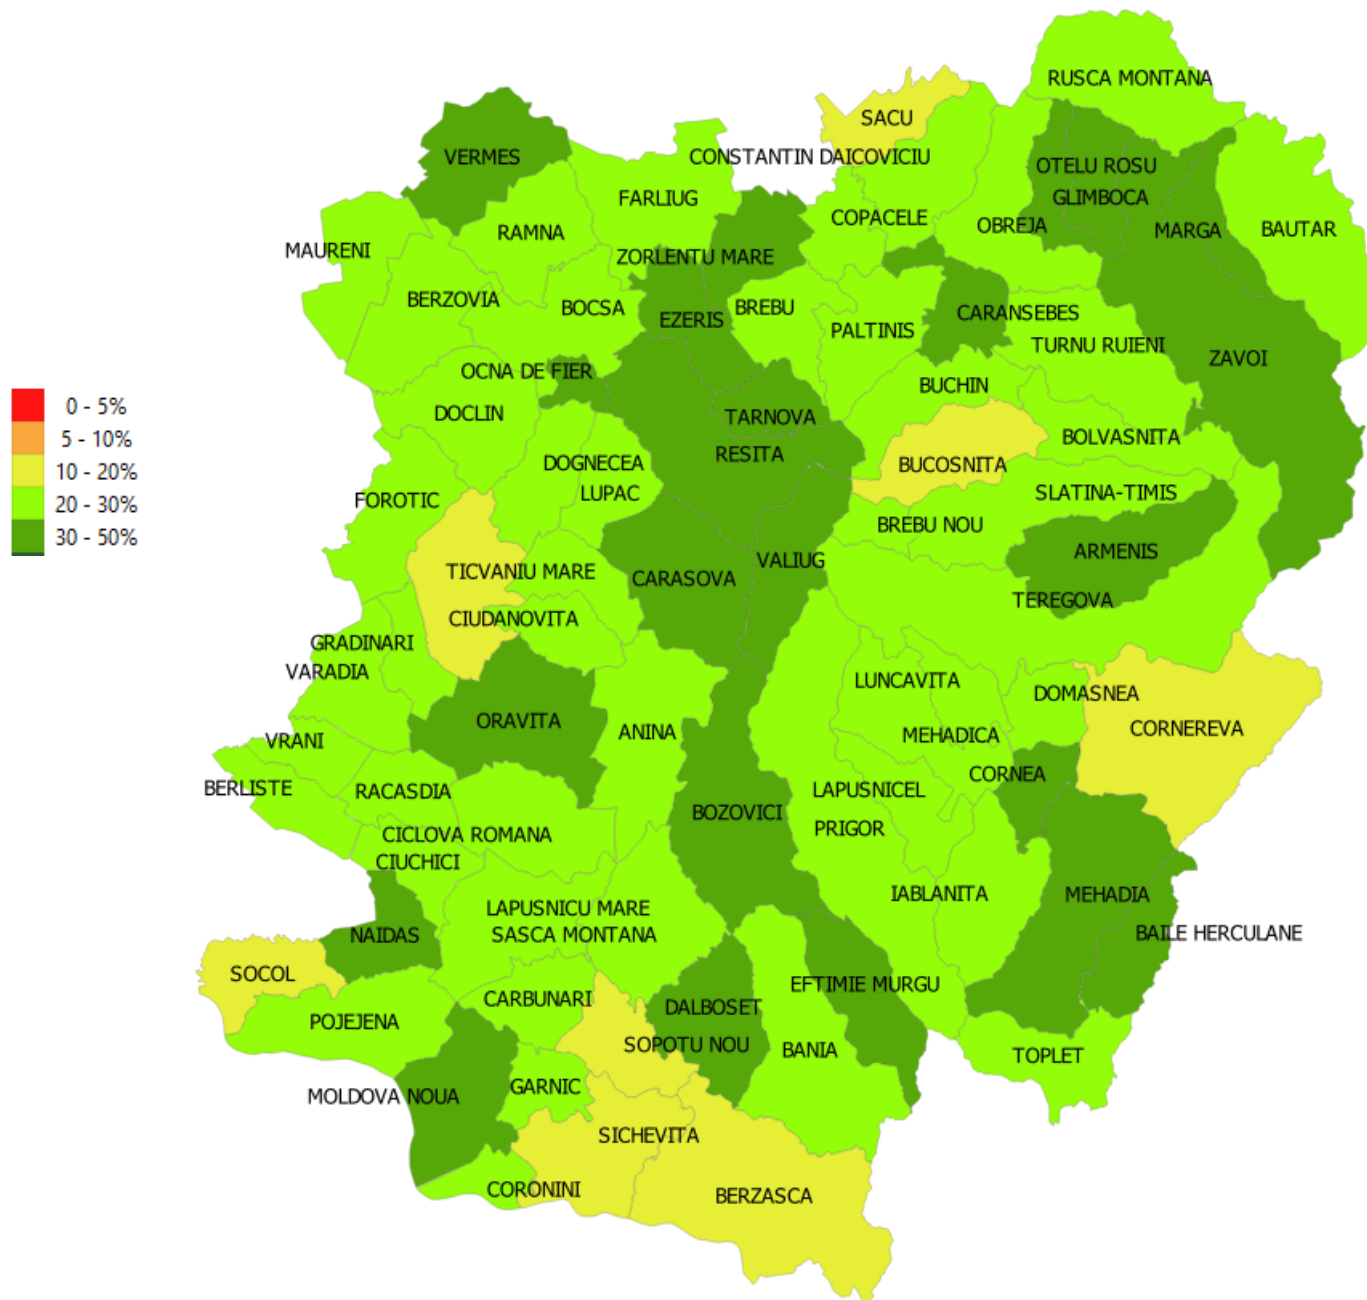 RUSCA MONTANA
SACU
VERMES
CONSTANTIN DAICOVICIU
OTELU ROSU
FARLIUG
GLIMBOCA
COPACELE
OBREJA
MARGA
BAUTAR
RAMNA
MAURENI
ZORLENTU MARE
BERZOVIA
BOCSA
BREBU
CARANSEBES
EZERIS
PALTINIS
TURNU RUIENI
ZAVOI
OCNA DE FIER
BUCHIN
0 - 5%
5 - 10%
10 - 20%
20 - 30%
30 - 50%
DOCLIN
TARNOVA
BOLVASNITA
RESITA
DOGNECEA
BUCOSNITA
LUPAC
SLATINA-TIMIS
FOROTIC
BREBU NOU
ARMENIS
VALIUG
TICVANIU MARE
CARASOVA
TEREGOVA
CIUDANOVITA
GRADINARI
VARADIA
LUNCAVITA
DOMASNEA
ORAVITA
ANINA
CORNEREVA
MEHADICA
VRANI
CORNEA
BERLISTE
RACASDIA
LAPUSNICEL
BOZOVICI
PRIGOR
CICLOVA ROMANA
CIUCHICI
IABLANITA
MEHADIA
LAPUSNICU MARE
NAIDAS
SASCA MONTANA
BAILE HERCULANE
SOCOL
EFTIMIE MURGU
CARBUNARI
DALBOSET
POJEJENA
SOPOTU NOU
BANIA
TOPLET
GARNIC
MOLDOVA NOUA
SICHEVITA
CORONINI
BERZASCA